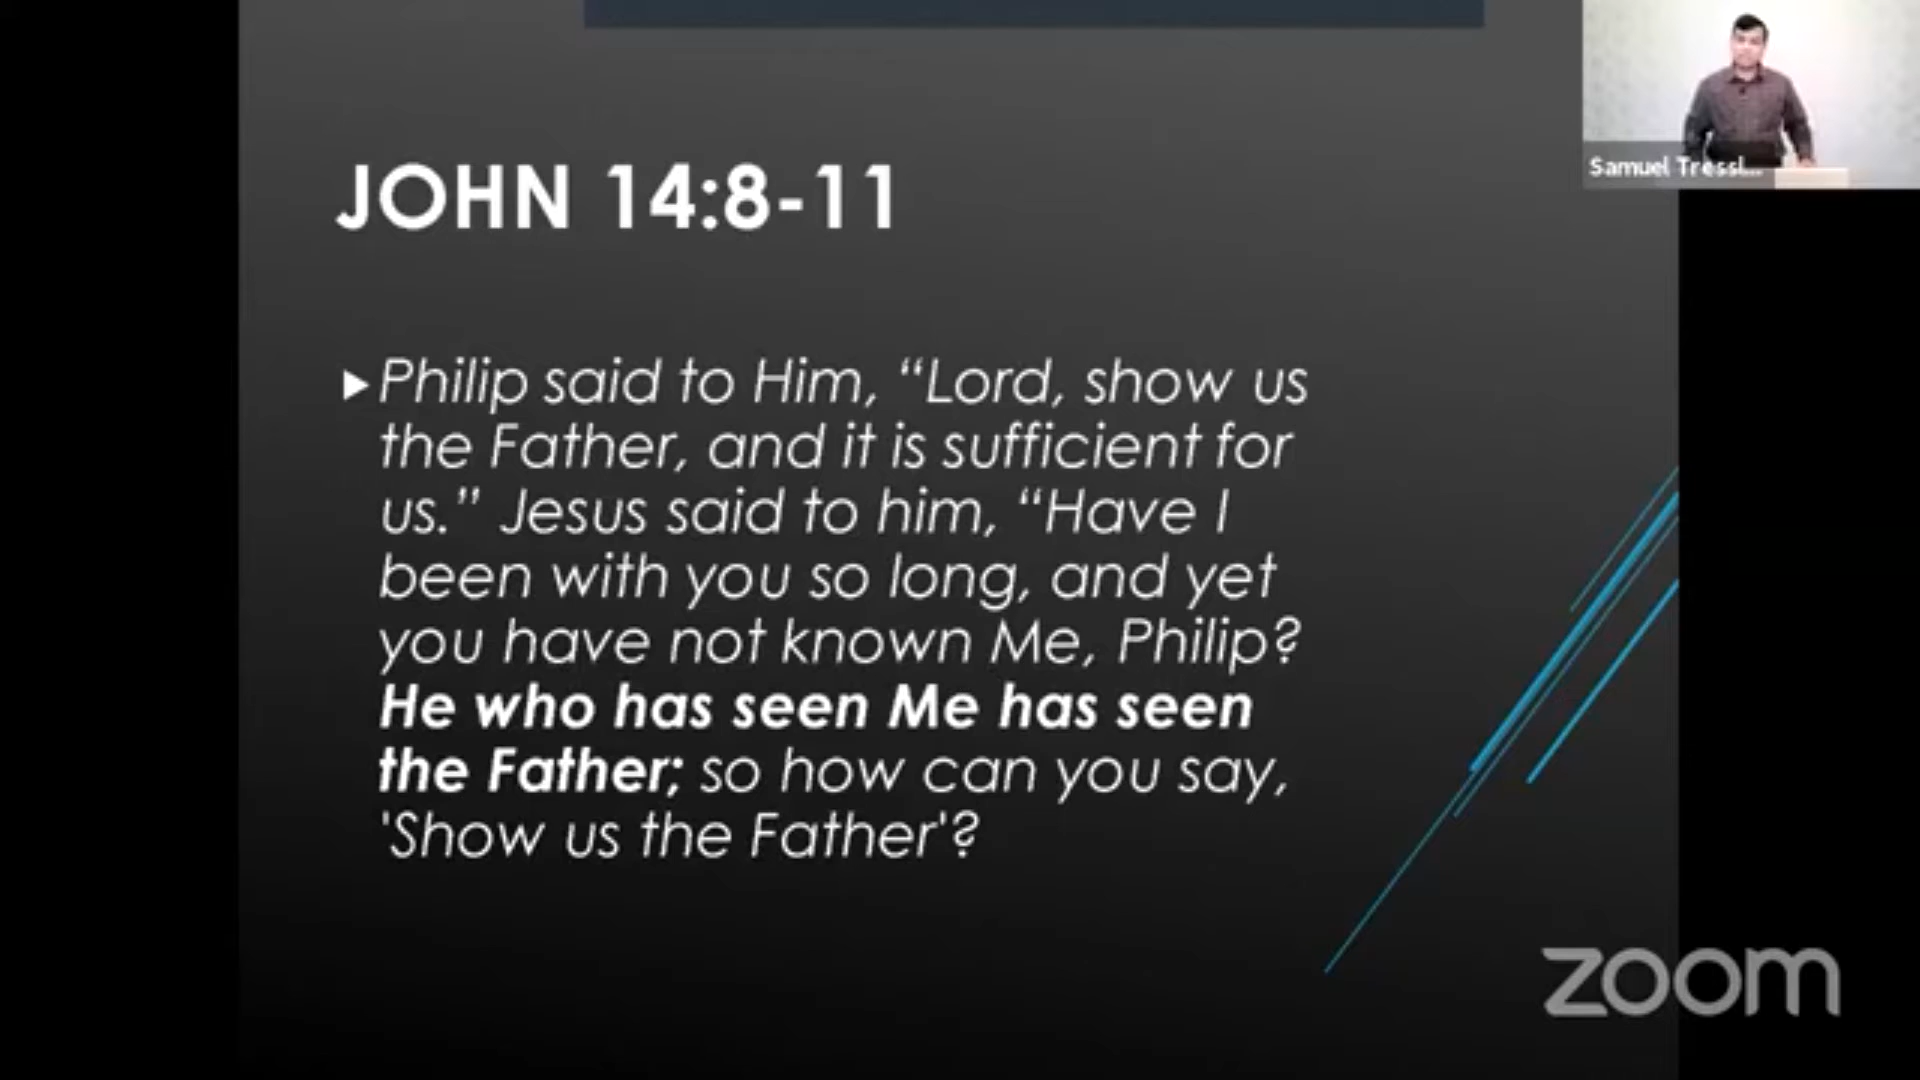 Samuel Tressl...
JOHN 14:8-11
▶Philip said to Him, “Lord, show us
the Father, and it is sufficient for
us.” Jesus said to him, “Have I
been with you so long, and yet
you have not known Me, Philip?
He who has seen Me has seen
the Father; so how can you say,
'Show us the Father'?
zoom